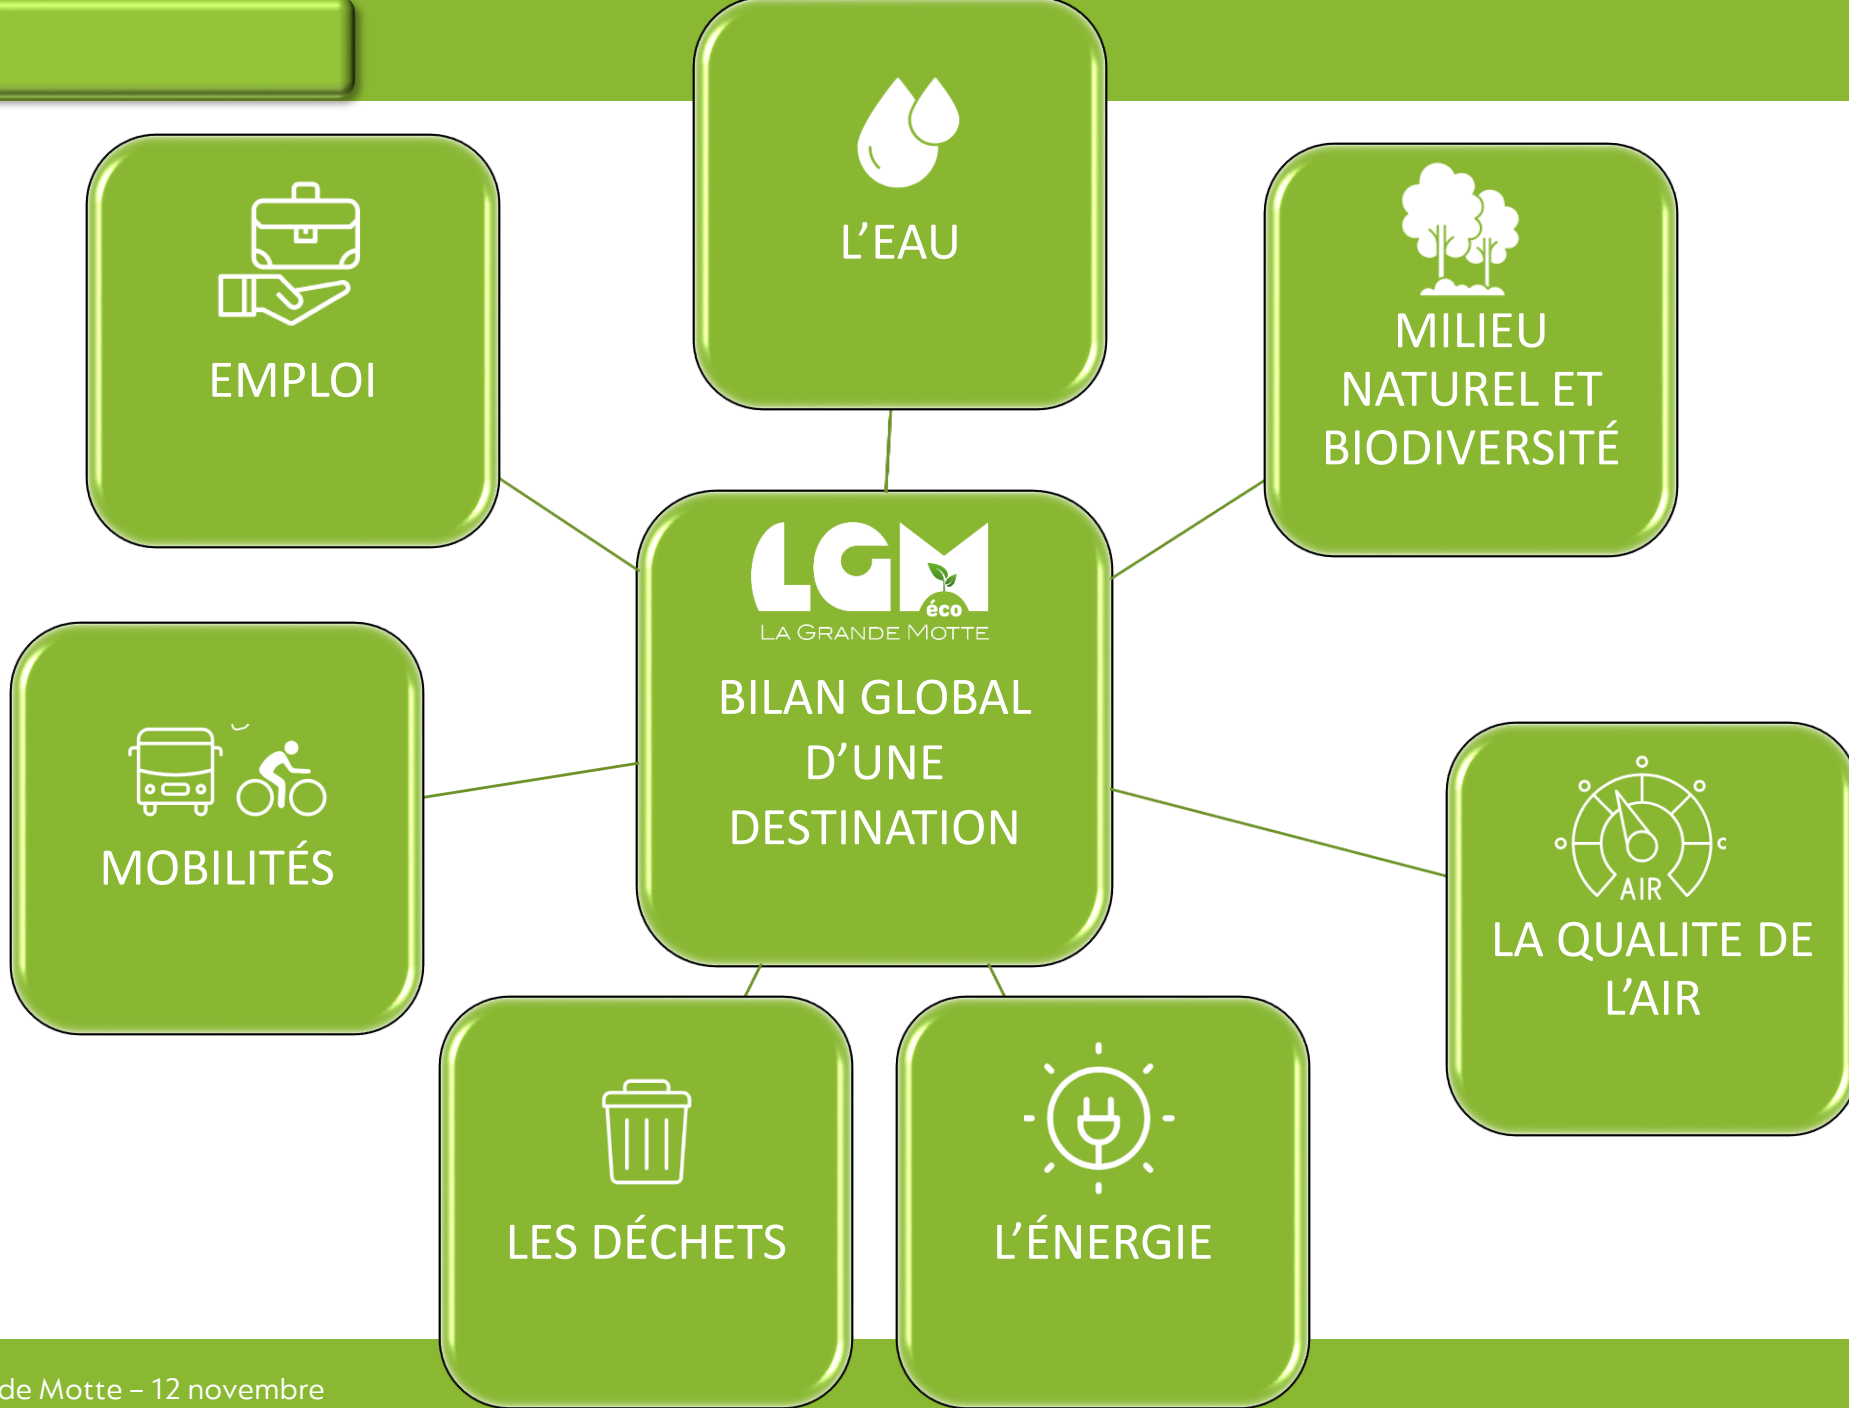 L'EAU
EMPLOI
MILIEU
NATUREL ET
BIODIVERSITÉ
LGM
éco
LA GRANDE MOTTE
BILAN GLOBAL
D'UNE
DESTINATION
MOBILITÉS
AIR
LA QUALITE DE
L'AIR
LES DÉCHETS
L'ÉNERGIE
de Motte – 12 novembre